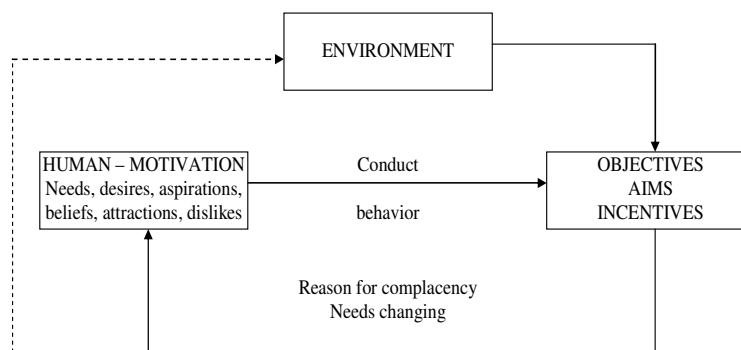 ENVIRONMENT
HUMAN – MOTIVATION
Needs, desires, aspirations,
beliefs, attractions, dislikes
Conduct
behavior
OBJECTIVES
AIMS
INCENTIVES
Reason for complacency
Needs changing